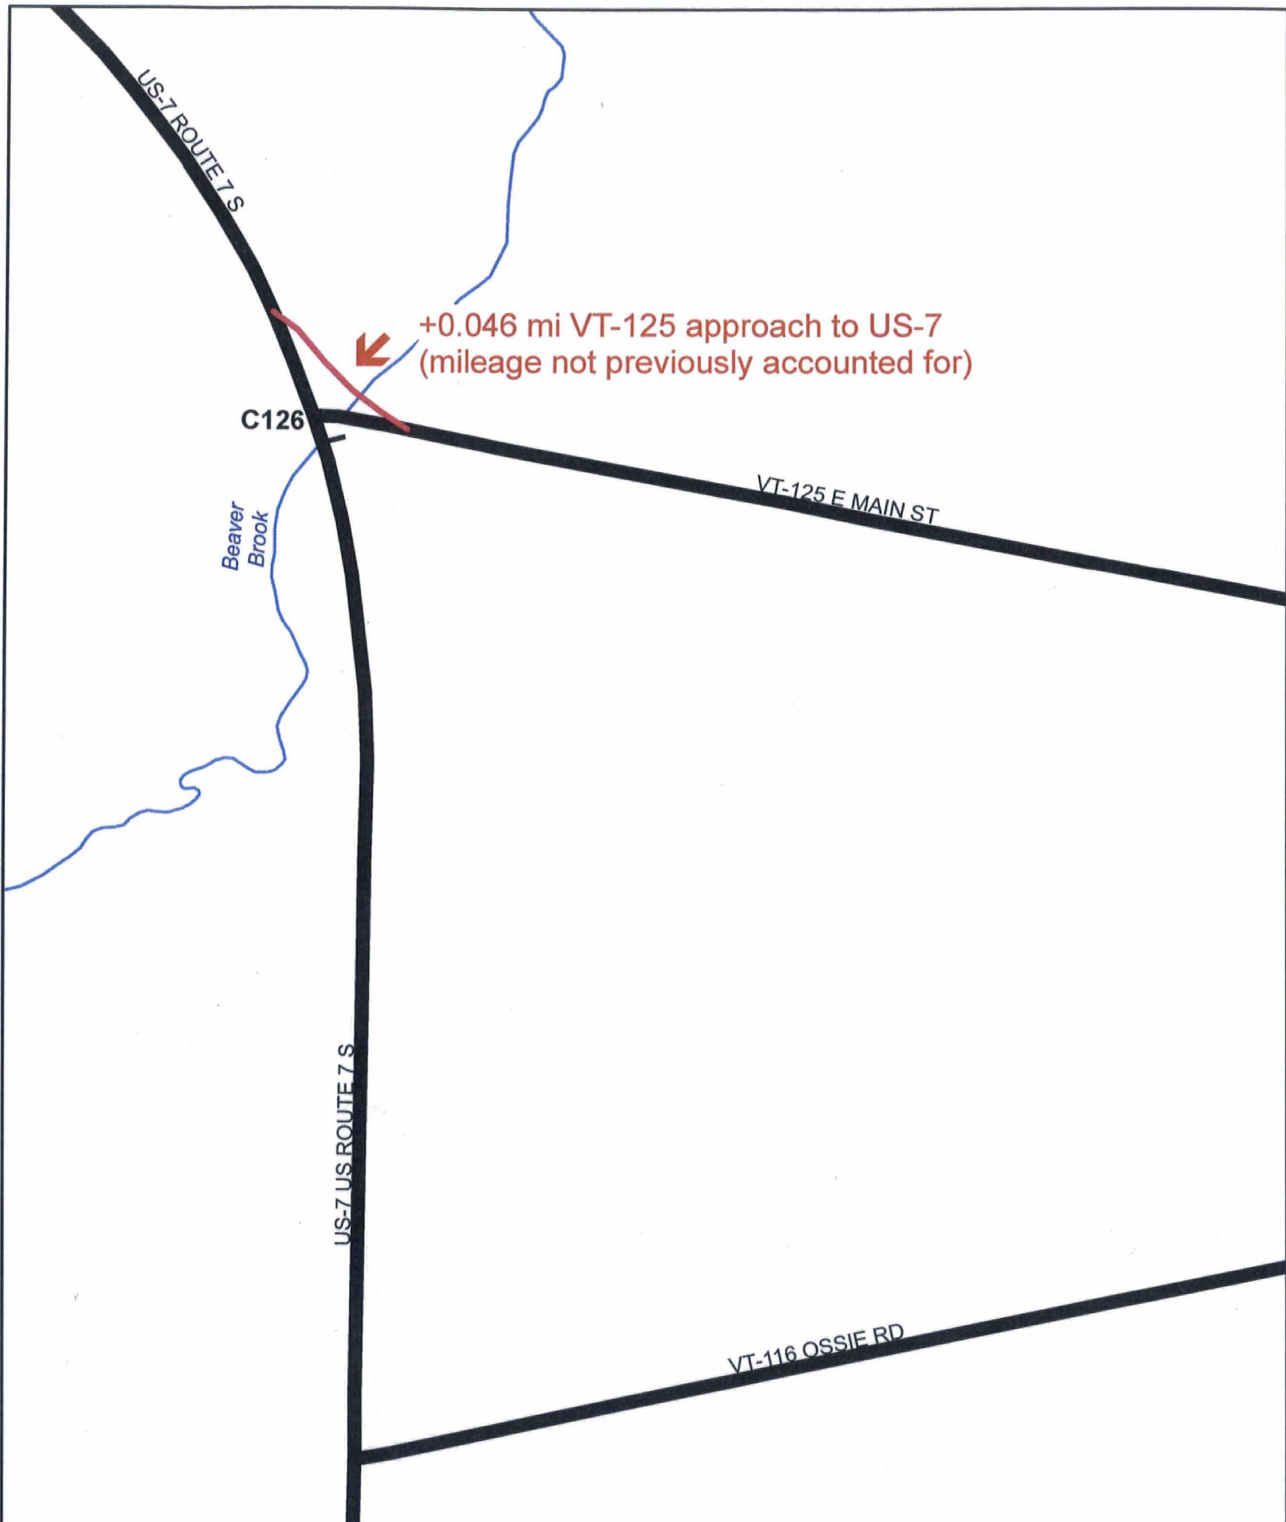 US-7 ROUTE 7 S
+0.046 mi VT-125 approach to US-7
(mileage not previously accounted for)
C126
VT-125 E MAIN ST
Beaver
Brook
US-7 US ROUTE 7 S
VT-116 OSSIE RD